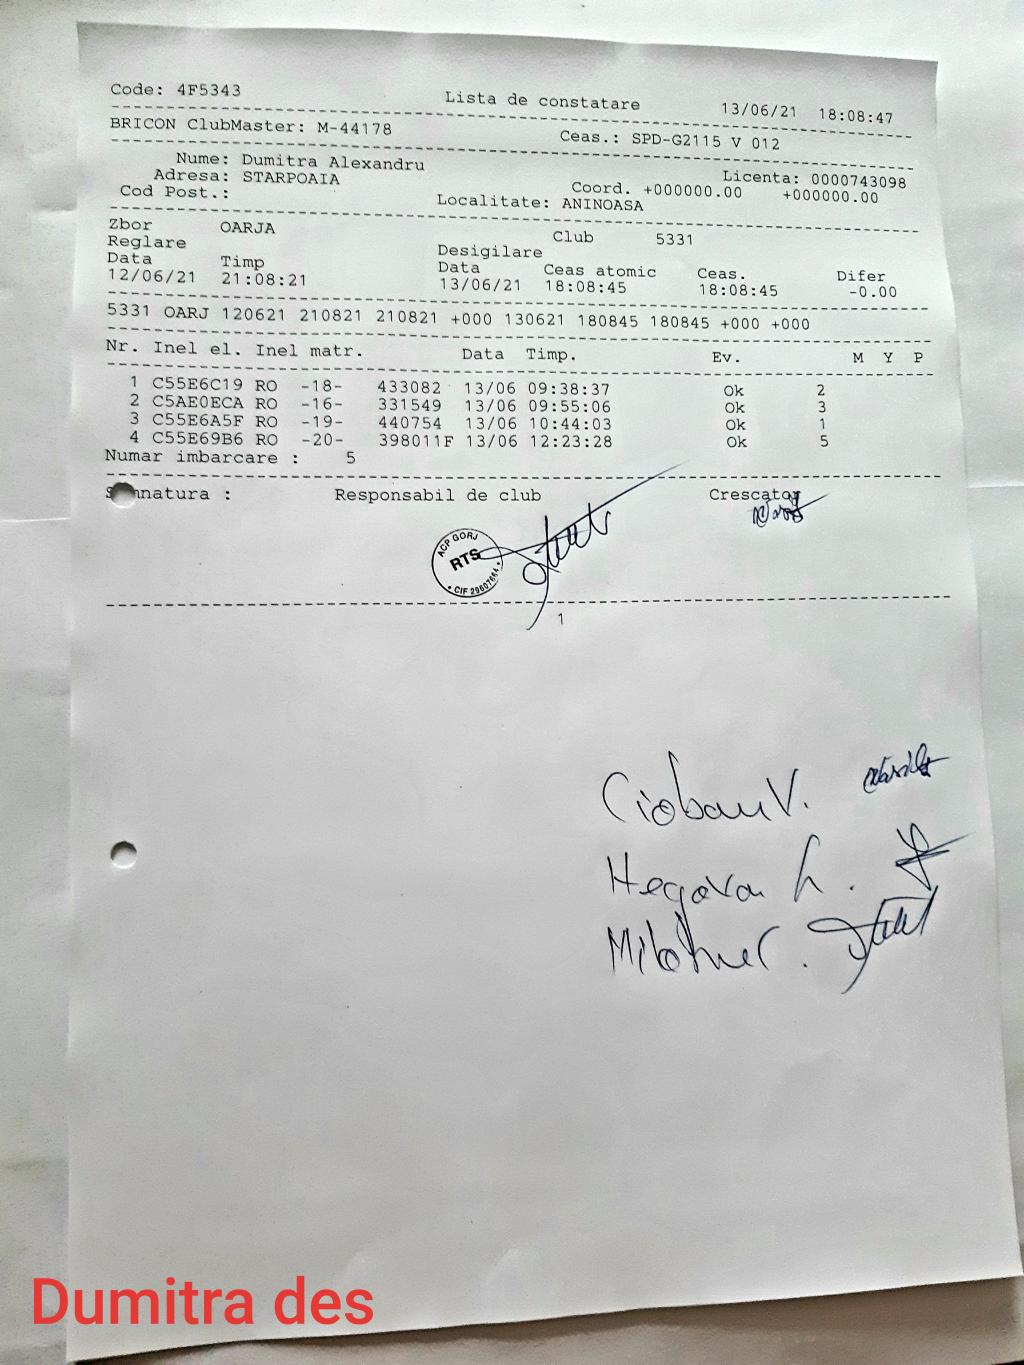 Code: 4F5343 Lista de constatare 13/06/21 18:08:47
BRICON ClubMaster: M-44178 Ceas.: SPD-G2115 V 012
Nume: Dumitra Alexandru Licenta: 0000743098
Adresa: STARPOAIA Coord. +000000.00 +000000.00
Cod Post.: Localitate: ANINOASA
Zbor OARJA Club 5331
Reglare Desigilare
Data Timp Data Ceas atomic Ceas. Difer
12/06/21 21:08:21 13/06/21 18:08:45 18:08:45 -0.00
5331 OARJ 120621 210821 210821 +000 130621 180845 180845 +000 +000
Nr. Inel el. Inel matr. Data Timp. Ev. M Y P
1 C55E6C19 RO -18- 433082 13/06 09:38:37 Ok 2
2 C5AE0ECA RO -16- 331549 13/06 09:55:06 Ok 3
3 C55E6A5F RO -19- 440754 13/06 10:44:03 Ok 1
4 C55E69B6 RO -20- 398011F 13/06 12:23:28 Ok 5
Numar imbarcare : 5
Semnatura : Responsabil de club Crescator
ACP GORJ
RTS
1
Cioban V.
Hegova L.
Dumitra des